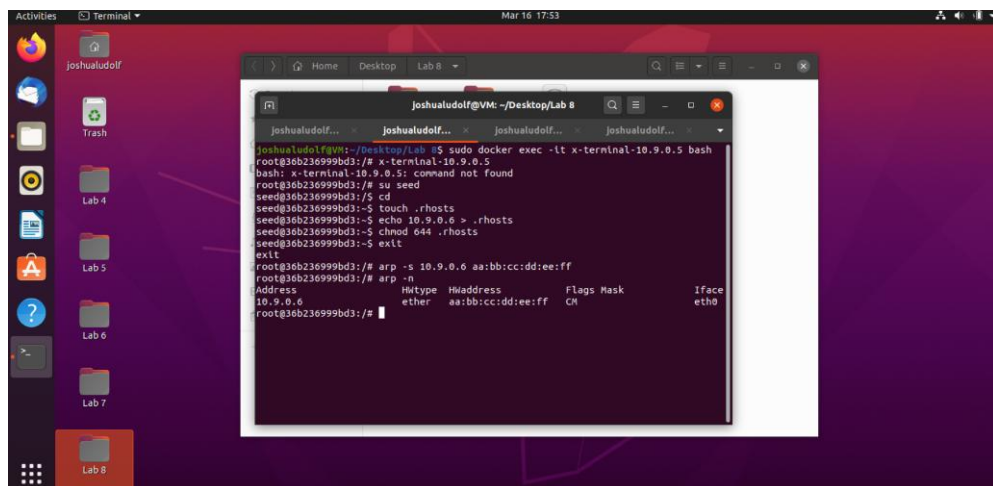 Activities
Terminal
Mar 16 17:53
joshualudolf
Trash
Lab 4
Lab 5
Lab 6
Lab 7
Lab 8
Home Desktop Lab 8
joshualudolf@VM: ~/Desktop/Lab 8
joshualudolf... × joshualudolf... × joshualudolf... × joshualudolf... ×
joshualudolf@VM:~/Desktop/Lab 8$ sudo docker exec -it x-terminal-10.9.0.5 bash
root@36b236999bd3:/# x-terminal-10.9.0.5
bash: x-terminal-10.9.0.5: command not found
root@36b236999bd3:/# su seed
seed@36b236999bd3:/$ cd
seed@36b236999bd3:~$ touch .rhosts
seed@36b236999bd3:~$ echo 10.9.0.6 > .rhosts
seed@36b236999bd3:~$ chmod 644 .rhosts
seed@36b236999bd3:~$ exit
exit
root@36b236999bd3:/# arp -s 10.9.0.6 aa:bb:cc:dd:ee:ff
root@36b236999bd3:/# arp -n
Address HWtype HWaddress Flags Mask Iface
10.9.0.6 ether aa:bb:cc:dd:ee:ff CM eth0
root@36b236999bd3:/#